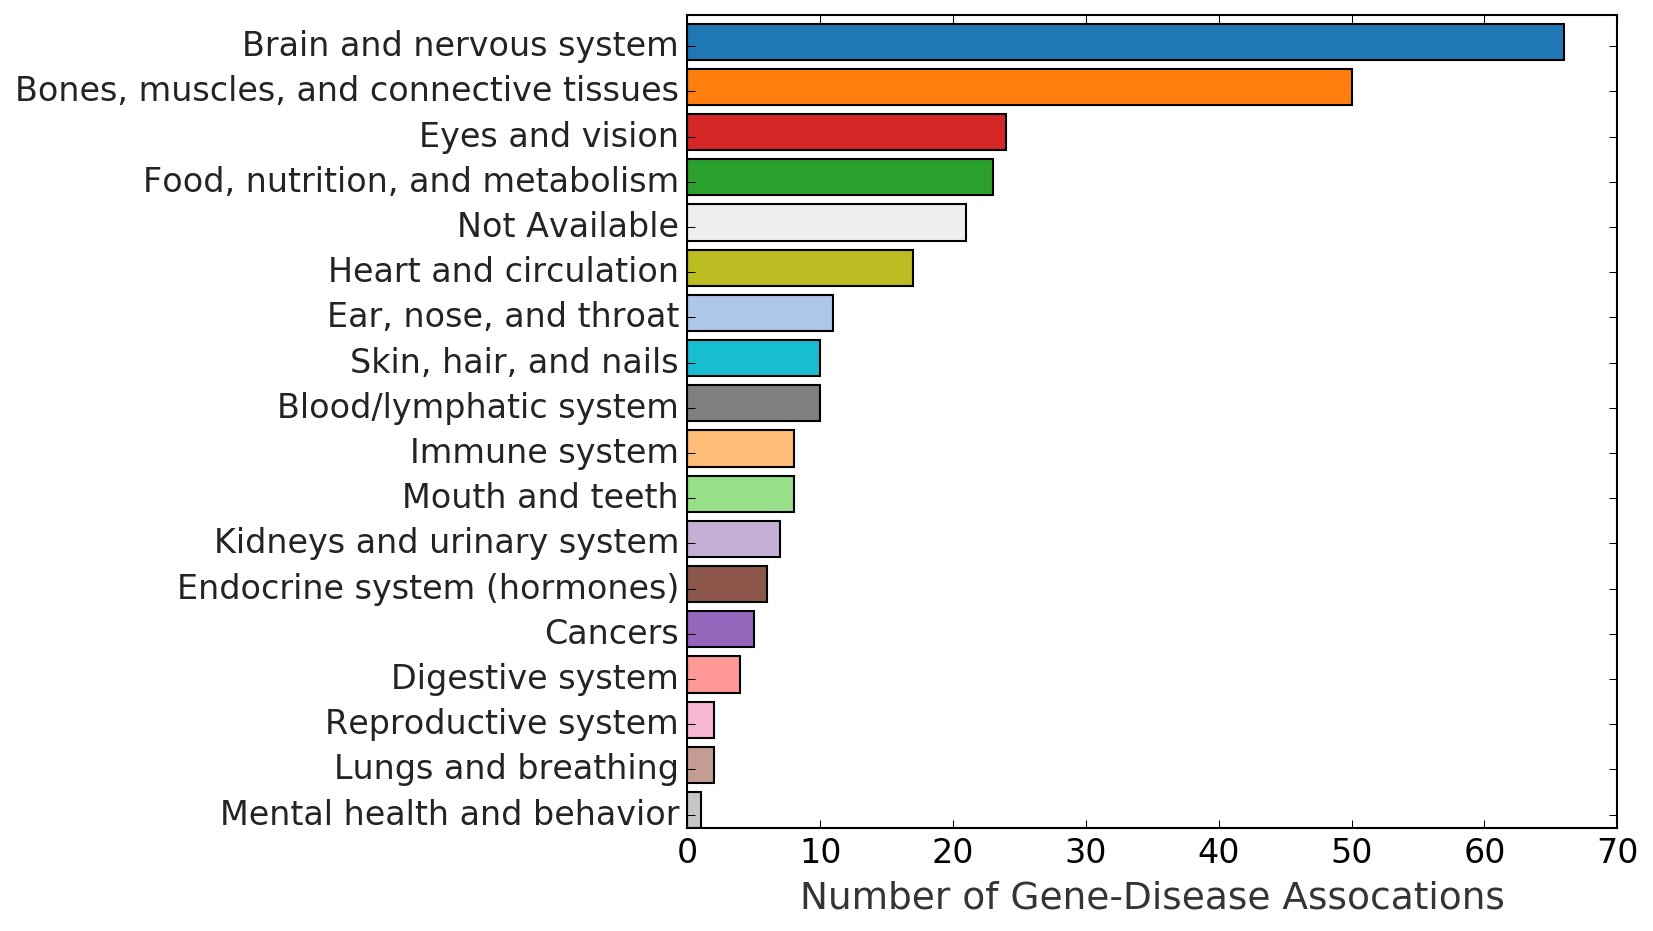 Brain and nervous system
Bones, muscles, and connective tissues
Eyes and vision
Food, nutrition, and metabolism
Not Available
Heart and circulation
Ear, nose, and throat
Skin, hair, and nails
Blood/lymphatic system
Immune system
Mouth and teeth
Kidneys and urinary system
Endocrine system (hormones)
Cancers
Digestive system
Reproductive system
Lungs and breathing
Mental health and behavior
0 10 20 30 40 50 60 70
Number of Gene-Disease Assocations